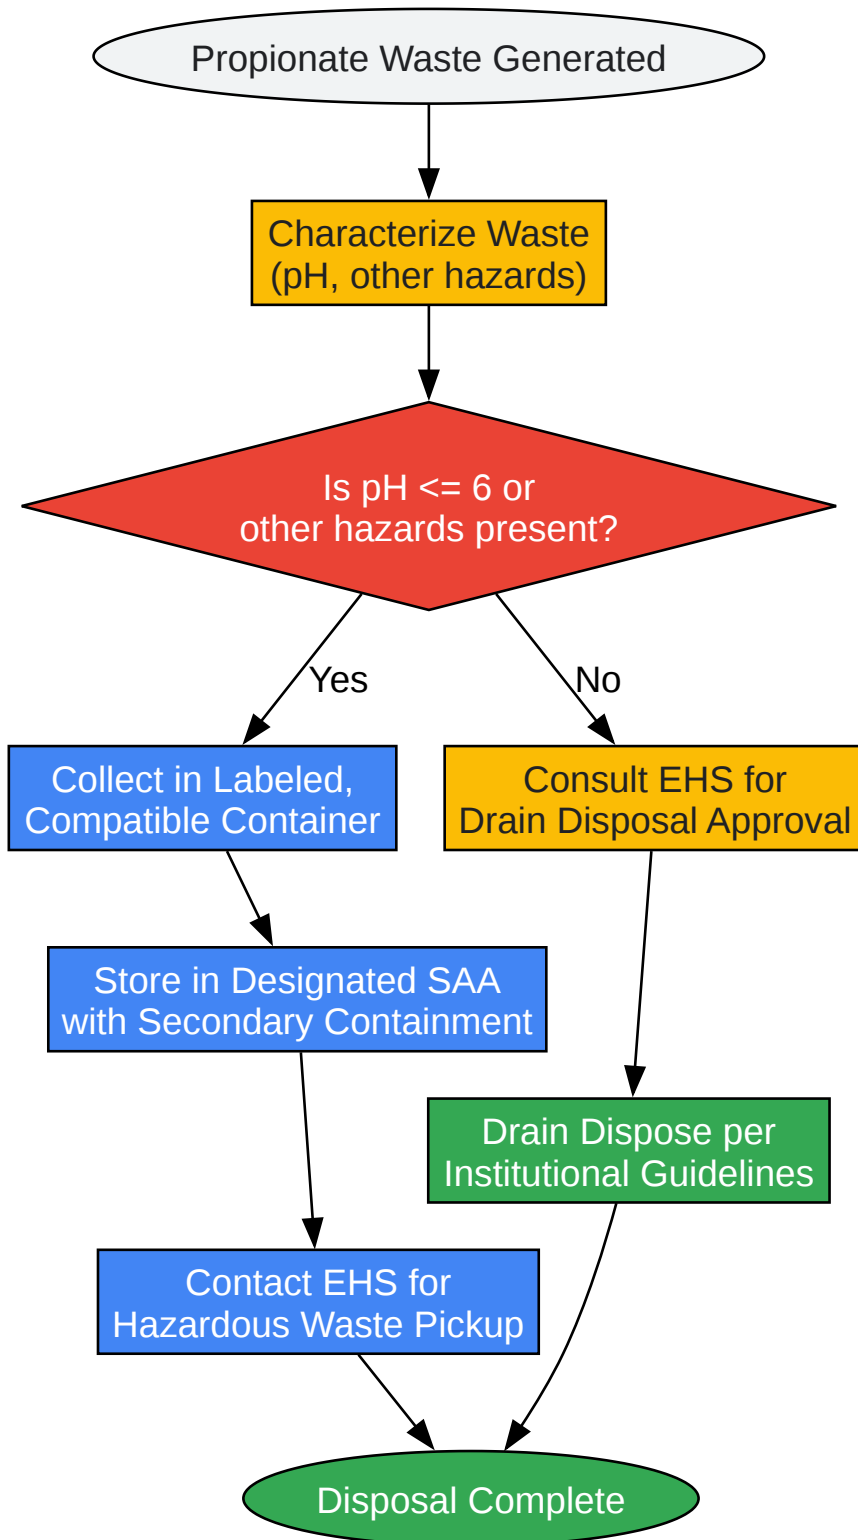 Propionate Waste Generated
Characterize Waste
(pH, other hazards)
Is pH <= 6 or
other hazards present?
Yes
No
Collect in Labeled,
Compatible Container
Consult EHS for
Drain Disposal Approval
Store in Designated SAA
with Secondary Containment
Drain Dispose per
Institutional Guidelines
Contact EHS for
Hazardous Waste Pickup
Disposal Complete